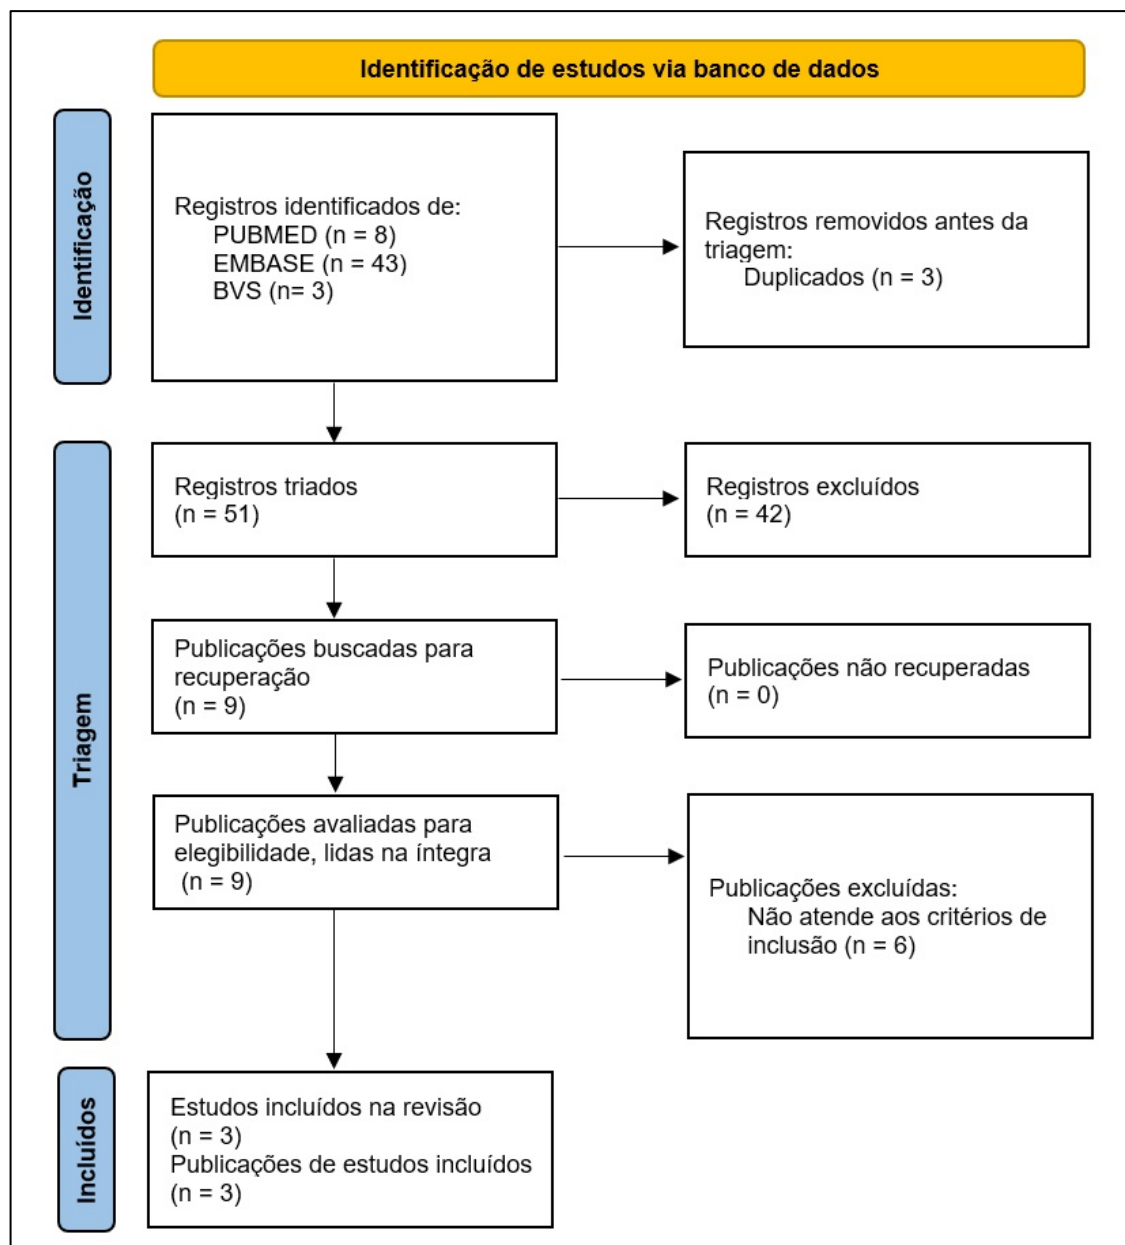 Identificação de estudos via banco de dados
Identificação
Registros identificados de:
PUBMED (n = 8)
EMBASE (n = 43)
BVS (n= 3)
Registros removidos antes da
triagem:
Duplicados (n = 3)
Triagem
Registros triados
(n = 51)
Registros excluídos
(n = 42)
Publicações buscadas para
recuperação
(n = 9)
Publicações não recuperadas
(n = 0)
Publicações avaliadas para
elegibilidade, lidas na íntegra
(n = 9)
Publicações excluídas:
Não atende aos critérios de
inclusão (n = 6)
Incluídos
Estudos incluídos na revisão
(n = 3)
Publicações de estudos incluídos
(n = 3)